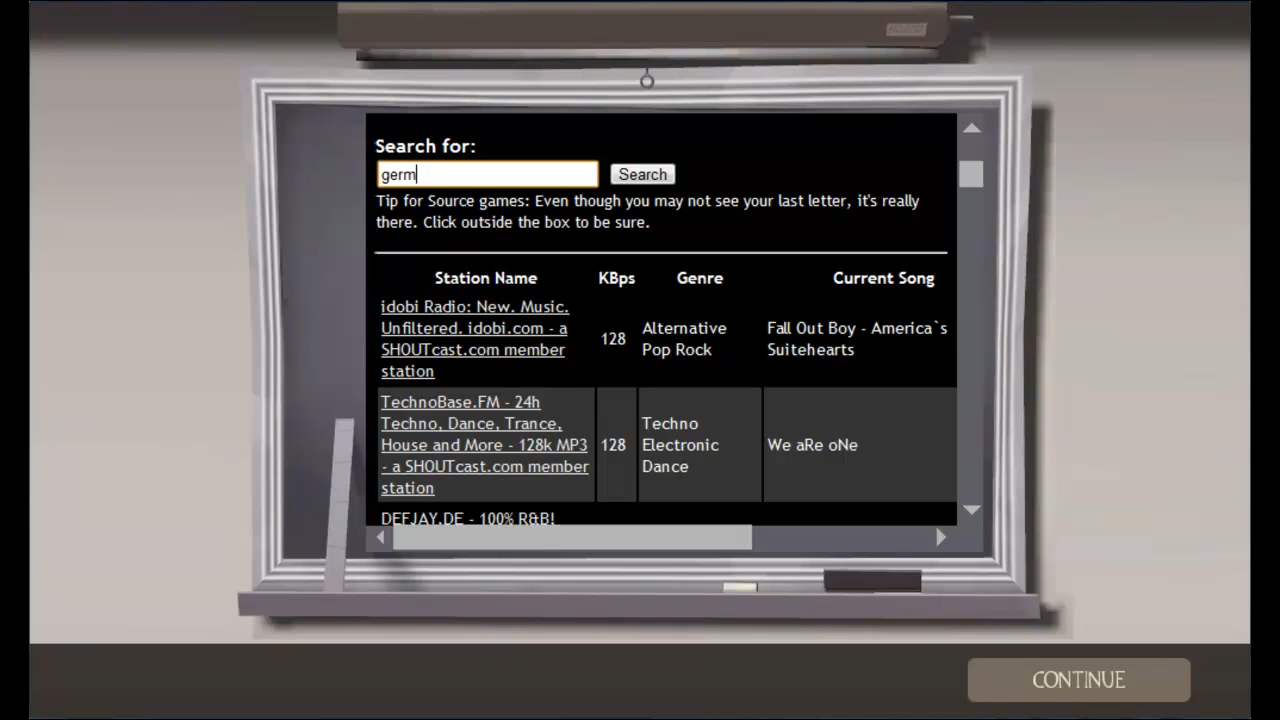 Search for:
germ
Search
Tip for Source games: Even though you may not see your last letter, it's really
there. Click outside the box to be sure.
Station Name KBps Genre Current Song
idobi Radio: New. Music.
Unfiltered. idobi.com - a
SHOUTcast.com member
station
128
Alternative
Pop Rock
Fall Out Boy - America`s
Suitehearts
TechnoBase.FM - 24h
Techno, Dance, Trance,
House and More - 128k MP3
- a SHOUTcast.com member
station
128
Techno
Electronic
Dance
We aRe oNe
DEEJAY.DE - 100% R&B!
CONTINUE